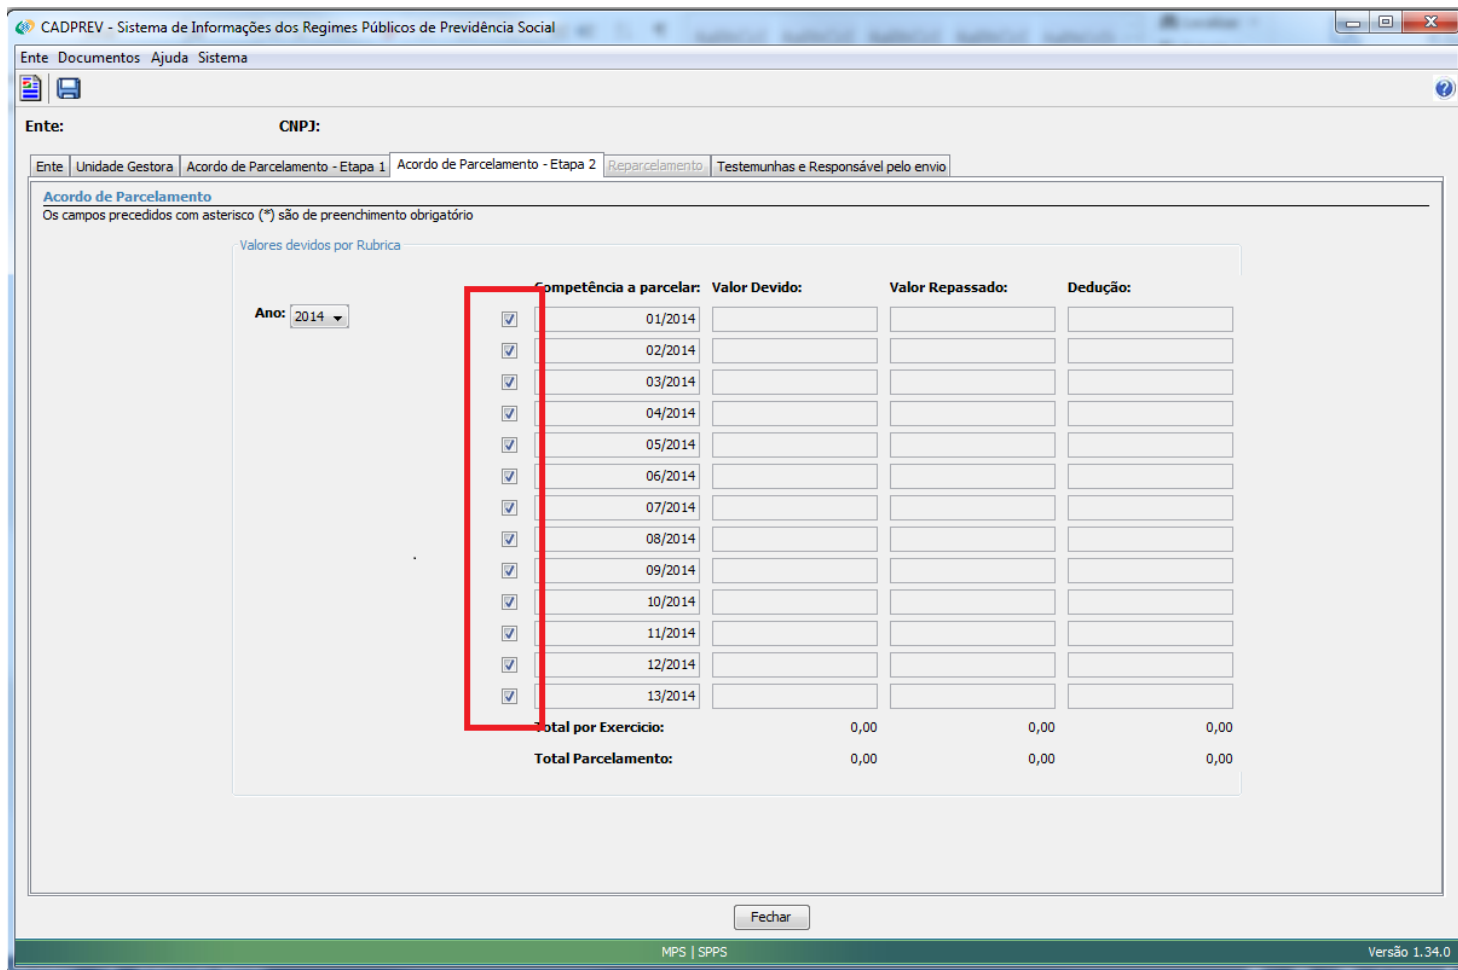 CADPREV - Sistema de Informações dos Regimes Públicos de Previdência Social
Ente Documentos Ajuda Sistema
Ente: CNPJ:
Ente Unidade Gestora Acordo de Parcelamento - Etapa 1 Acordo de Parcelamento - Etapa 2 Reparcelamento Testemunhas e Responsável pelo envio
Acordo de Parcelamento
Os campos precedidos com asterisco (*) são de preenchimento obrigatório
Valores devidos por Rubrica
Competência a parcelar: Valor Devido: Valor Repassado: Dedução:
Ano: 2014 01/2014
02/2014
03/2014
04/2014
05/2014
06/2014
07/2014
08/2014
09/2014
10/2014
11/2014
12/2014
13/2014
Total por Exercicio: 0,00 0,00 0,00
Total Parcelamento: 0,00 0,00 0,00
Fechar
MPS | SPPS Versão 1.34.0